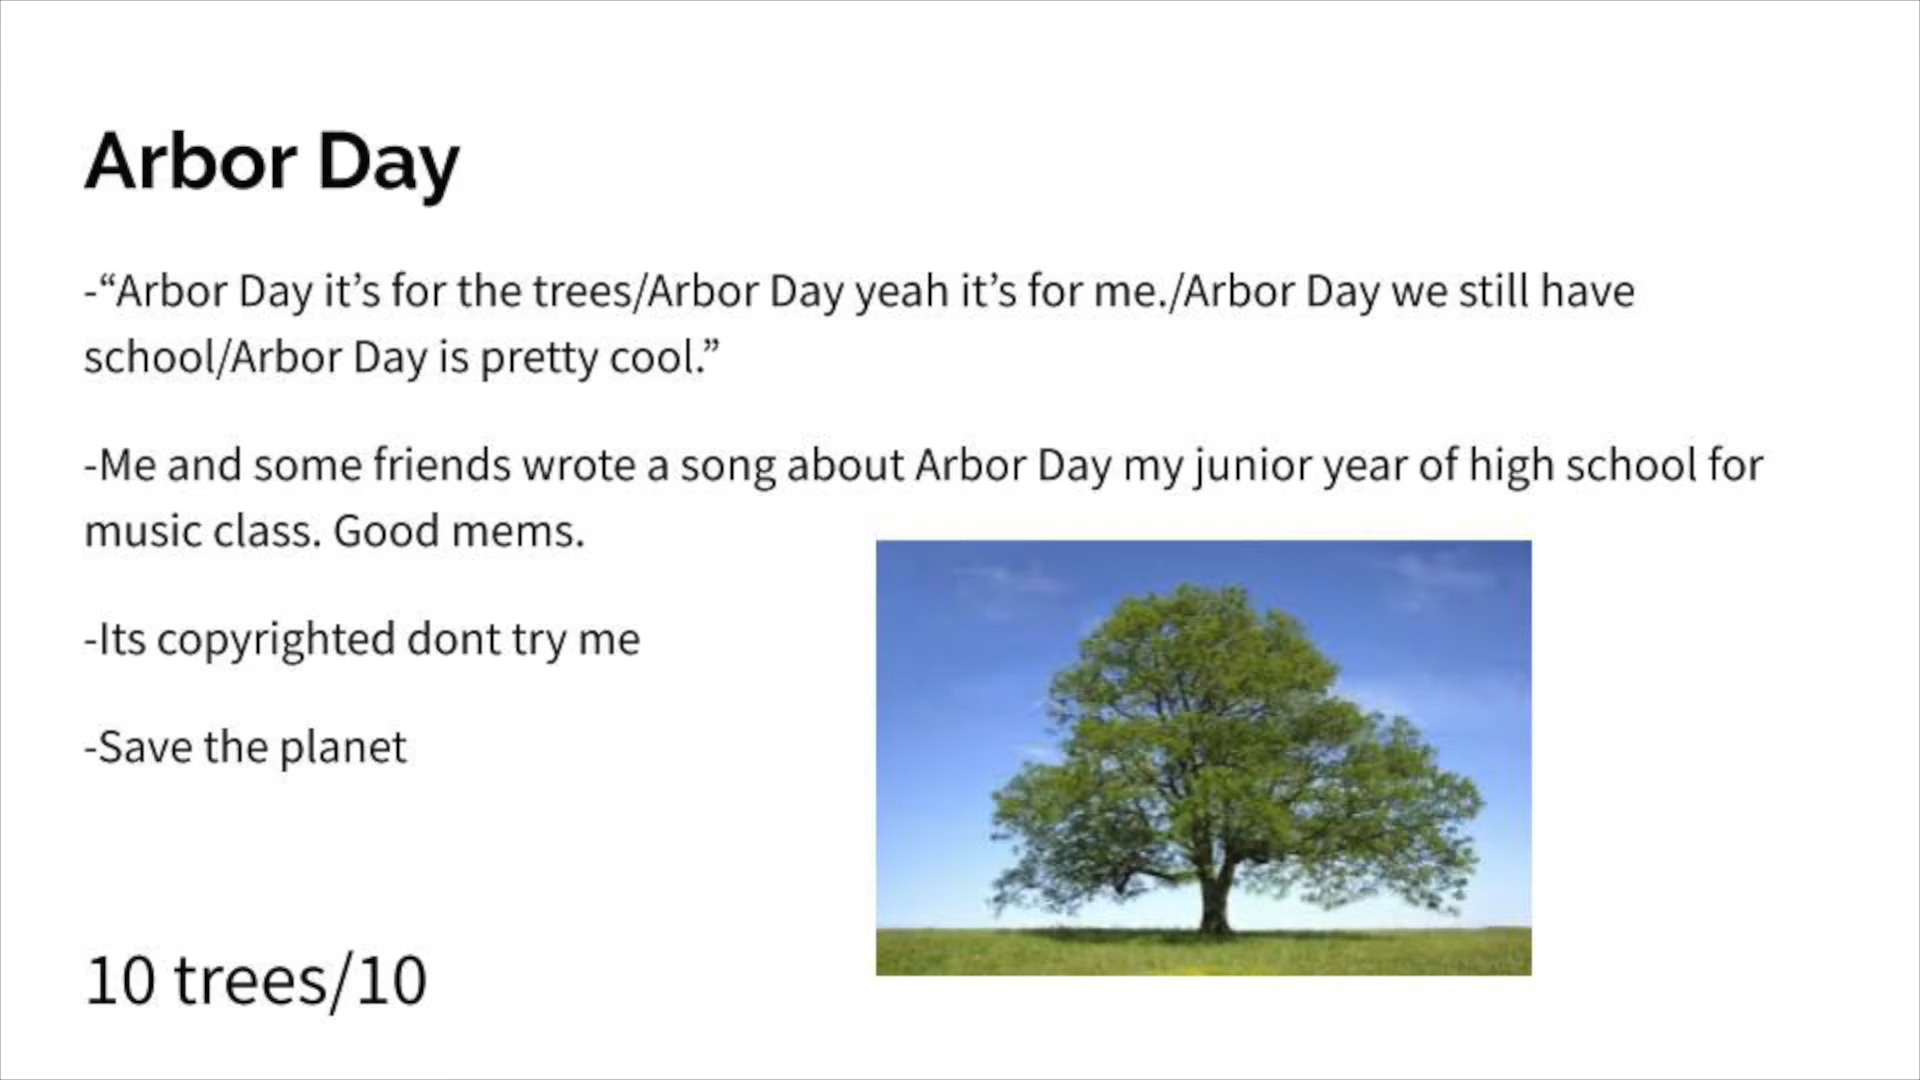 Arbor Day
-“Arbor Day it’s for the trees/Arbor Day yeah it’s for me./Arbor Day we still have
school/Arbor Day is pretty cool.”
-Me and some friends wrote a song about Arbor Day my junior year of high school for
music class. Good mems.
-Its copyrighted dont try me
-Save the planet
10 trees/10